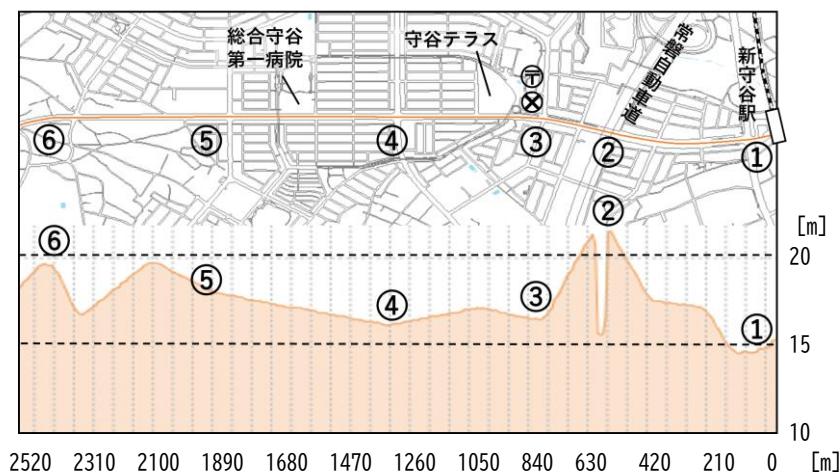 総合守谷
第一病院
守谷テラス
〒
常磐自動車道
新守谷駅
⑥
⑤
④
③
②
①
②
[m]
⑥
20
⑤
④
③
①
15
10
2520 2310 2100 1890 1680 1470 1260 1050 840 630 420 210 0 [m]